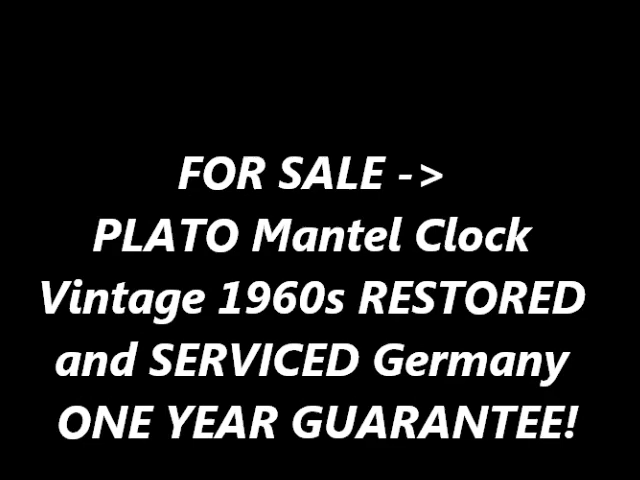 FOR SALE ->
PLATO Mantel Clock
Vintage 1960s RESTORED
and SERVICED Germany
ONE YEAR GUARANTEE!